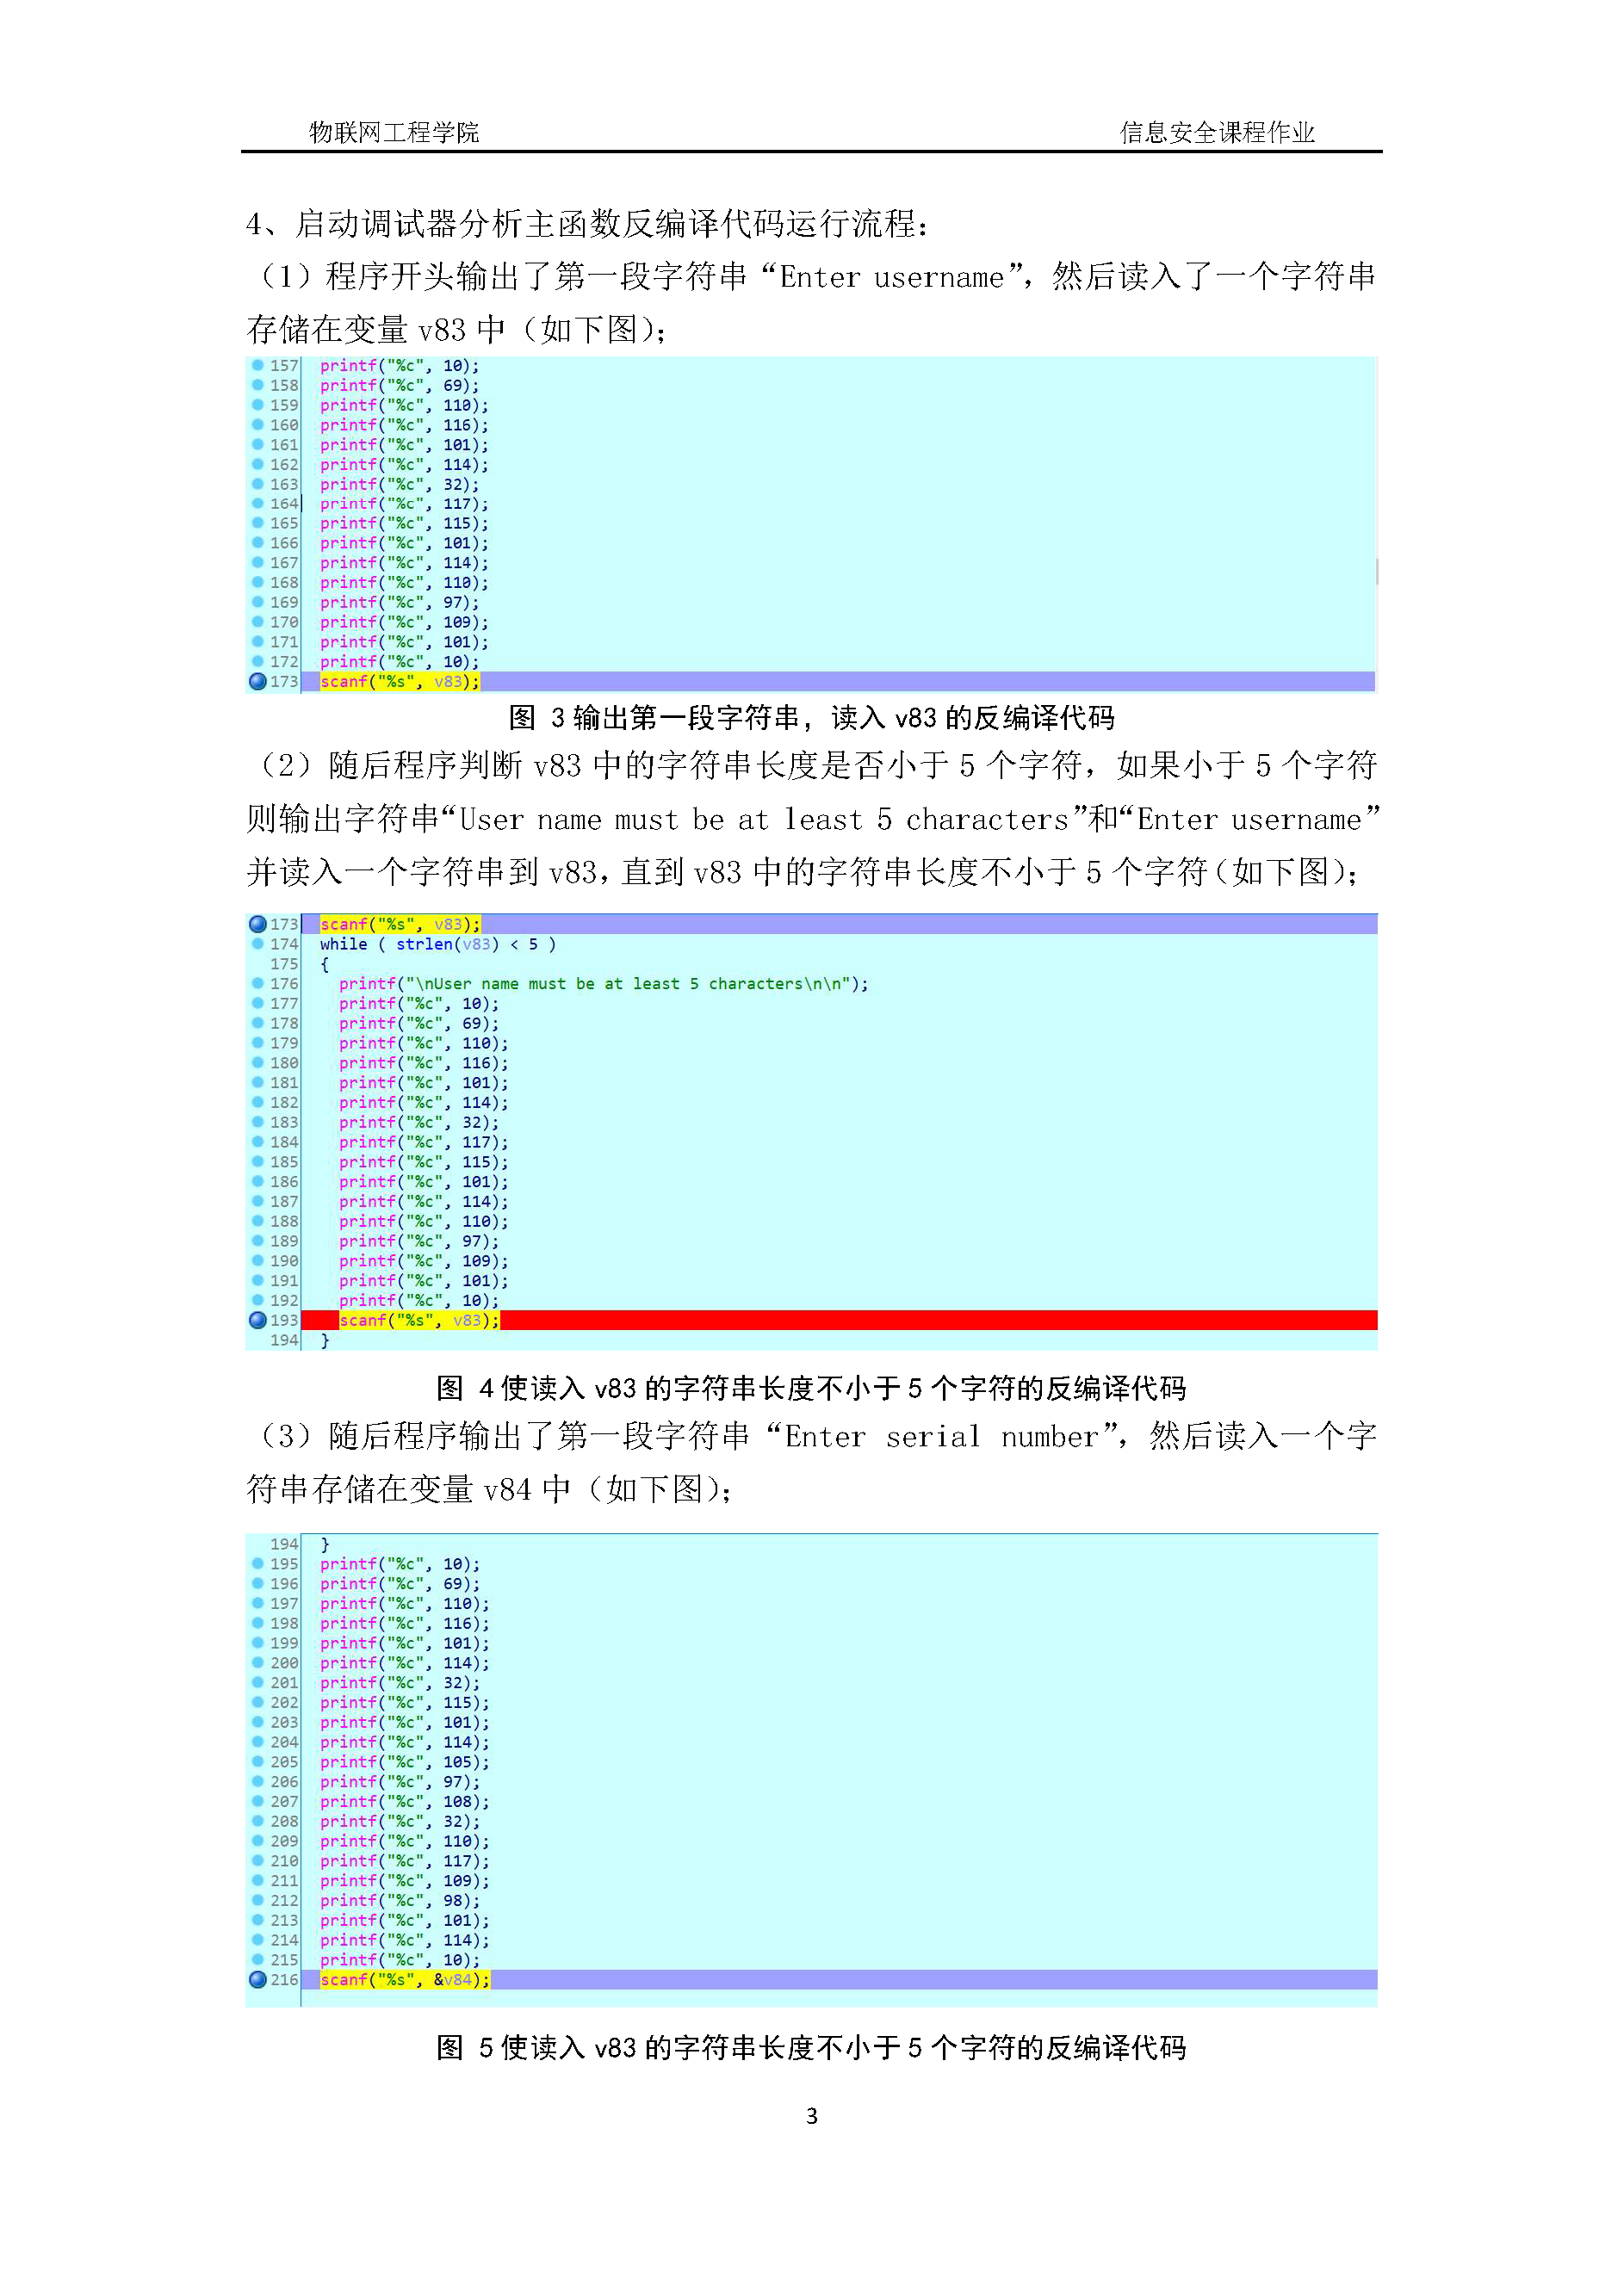 物联网工程学院 信息安全课程作业
4、启动调试器分析主函数反编译代码运行流程：
（1）程序开头输出了第一段字符串“Enter username”，然后读入了一个字符串
存储在变量 v83 中（如下图）；
157 printf("%c", 10);
158 printf("%c", 69);
159 printf("%c", 110);
160 printf("%c", 116);
161 printf("%c", 101);
162 printf("%c", 114);
163 printf("%c", 32);
164 printf("%c", 117);
165 printf("%c", 115);
166 printf("%c", 101);
167 printf("%c", 114);
168 printf("%c", 110);
169 printf("%c", 97);
170 printf("%c", 109);
171 printf("%c", 101);
172 printf("%c", 10);
173 scanf("%s", v83);
图 3 输出第一段字符串，读入 v83 的反编译代码
（2）随后程序判断 v83 中的字符串长度是否小于 5 个字符，如果小于 5 个字符
则输出字符串“User name must be at least 5 characters”和“Enter username”
并读入一个字符串到 v83，直到 v83 中的字符串长度不小于 5 个字符（如下图）；
173 scanf("%s", v83);
174 while ( strlen(v83) < 5 )
175 {
176 printf("\nUser name must be at least 5 characters\n\n");
177 printf("%c", 10);
178 printf("%c", 69);
179 printf("%c", 110);
180 printf("%c", 116);
181 printf("%c", 101);
182 printf("%c", 114);
183 printf("%c", 32);
184 printf("%c", 117);
185 printf("%c", 115);
186 printf("%c", 101);
187 printf("%c", 114);
188 printf("%c", 110);
189 printf("%c", 97);
190 printf("%c", 109);
191 printf("%c", 101);
192 printf("%c", 10);
193 scanf("%s", v83);
194 }
图 4 使读入 v83 的字符串长度不小于 5 个字符的反编译代码
（3）随后程序输出了第一段字符串“Enter serial number”，然后读入一个字
符串存储在变量 v84 中（如下图）；
194 }
195 printf("%c", 10);
196 printf("%c", 69);
197 printf("%c", 110);
198 printf("%c", 116);
199 printf("%c", 101);
200 printf("%c", 114);
201 printf("%c", 32);
202 printf("%c", 115);
203 printf("%c", 101);
204 printf("%c", 114);
205 printf("%c", 105);
206 printf("%c", 97);
207 printf("%c", 108);
208 printf("%c", 32);
209 printf("%c", 110);
210 printf("%c", 117);
211 printf("%c", 109);
212 printf("%c", 98);
213 printf("%c", 101);
214 printf("%c", 114);
215 printf("%c", 10);
216 scanf("%s", &v84);
图 5 使读入 v83 的字符串长度不小于 5 个字符的反编译代码
3